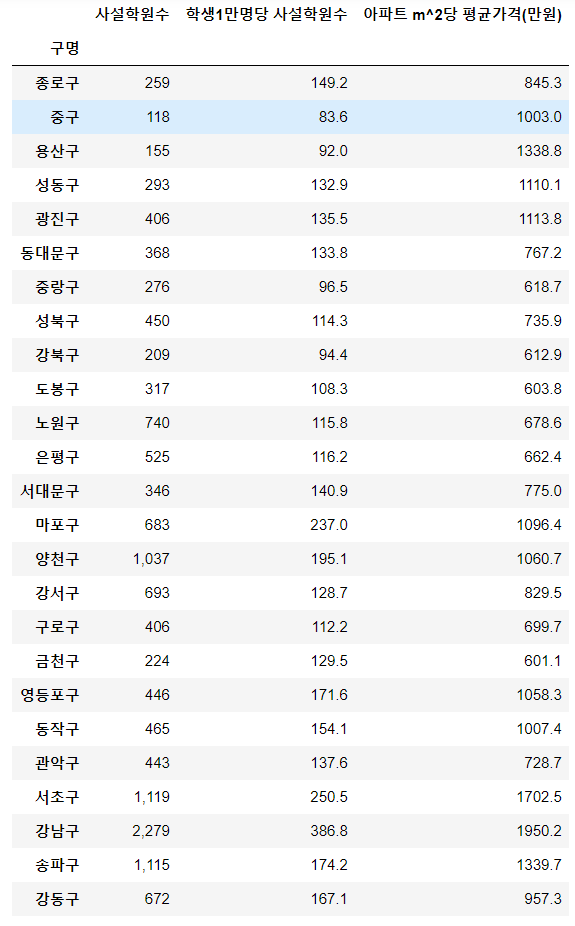 사설학원수 학생1만명당 사설학원수 아파트 m^2당 평균가격(만원)
구명
종로구 259 149.2 845.3
중구 118 83.6 1003.0
용산구 155 92.0 1338.8
성동구 293 132.9 1110.1
광진구 406 135.5 1113.8
동대문구 368 133.8 767.2
중랑구 276 96.5 618.7
성북구 450 114.3 735.9
강북구 209 94.4 612.9
도봉구 317 108.3 603.8
노원구 740 115.8 678.6
은평구 525 116.2 662.4
서대문구 346 140.9 775.0
마포구 683 237.0 1096.4
양천구 1,037 195.1 1060.7
강서구 693 128.7 829.5
구로구 406 112.2 699.7
금천구 224 129.5 601.1
영등포구 446 171.6 1058.3
동작구 465 154.1 1007.4
관악구 443 137.6 728.7
서초구 1,119 250.5 1702.5
강남구 2,279 386.8 1950.2
송파구 1,115 174.2 1339.7
강동구 672 167.1 957.3